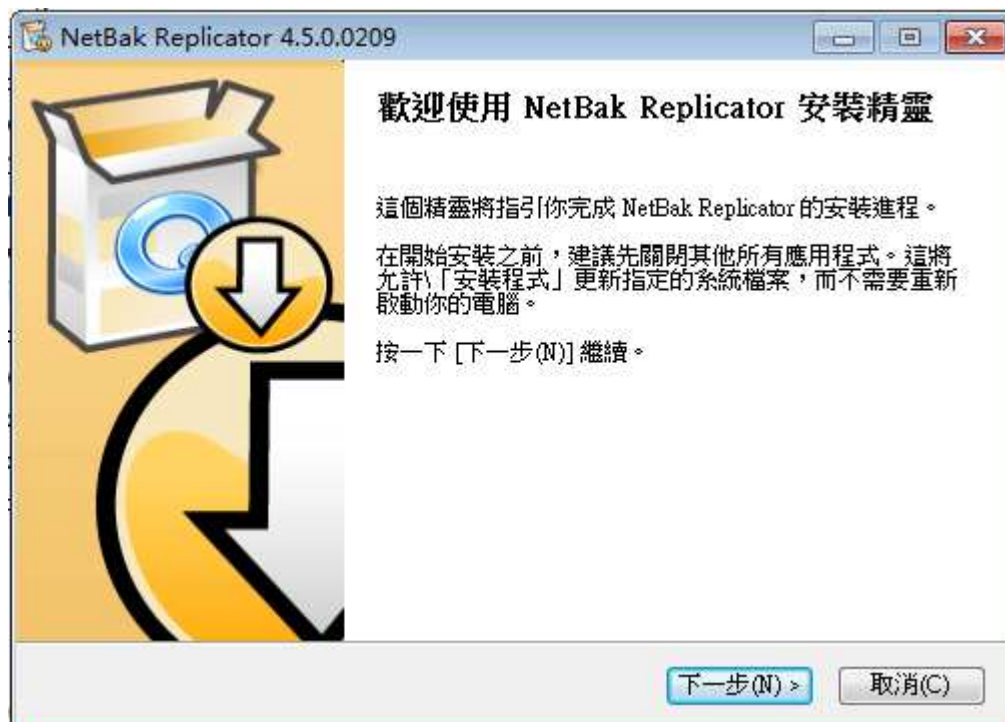 NetBak Replicator 4.5.0.0209
歡迎使用 NetBak Replicator 安裝精靈
這個精靈將指引你完成 NetBak Replicator 的安裝進程。
在開始安裝之前，建議先關閉其他所有應用程式。這將
允許\「安裝程式」更新指定的系統檔案，而不需要重新
啟動你的電腦。
按一下 [下一步(N)] 繼續。
下一步(N) >
取消(C)